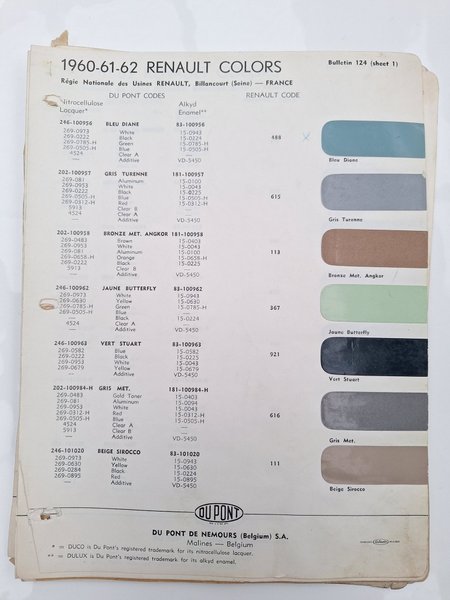 1960-61-62 RENAULT COLORS
Bulletin 124 (sheet 1)
Régie Nationale des Usines RENAULT, Billancourt (Seine) — FRANCE
DU PONT CODES RENAULT CODE
Nitrocellulose Lacquer* Alkyd Enamel**
246-100956 BLEU DIANE 83-100956
269-0973 White 15-0943
269-0222 Black 15-0224
269-0785-H Green 15-0785-H
269-0505-H Blue 15-0505-H
4524 Clear A —
— Additive VD-5450
488
Bleu Diane
202-100957 GRIS TURENNE 181-100957
269-081 Aluminum 15-0100
269-0953 White 15-0043
269-0222 Black 15-0225
269-0505-H Blue 15-0505-H
269-0312-H Red 15-0312-H
5913 Clear B —
4524 Clear A —
— Additive VD-5450
615
Gris Turenne
202-100958 BRONZE MET. ANGKOR 181-100958
269-0483 Brown 15-0403
269-0953 White 15-0043
269-081 Aluminum 15-0100
269-0658-H Orange 15-0658-H
269-0222 Black 15-0225
5913 Clear B —
— Additive VD-5450
113
Bronze Met. Angkor
246-100962 JAUNE BUTTERFLY 83-100962
269-0973 White 15-0943
269-0630 Yellow 15-0630
269-0785-H Green 15-0785-H
269-0505-H Blue —
— Black 15-0224
4524 Clear A —
— Additive VD-5450
367
Jaune Butterfly
246-100963 VERT STUART 83-100963
269-0582 Blue 15-0582
269-0222 Black 15-0225
269-0953 White 15-0043
269-0679 Yellow —
— Additive VD-5450
921
Vert Stuart
202-100984-H GRIS MET. 181-100984-H
269-0483 Gold Toner 15-0403
269-081 Aluminum 15-0094
269-0953 White 15-0043
269-0312-H Red 15-0312-H
269-0505-H Blue 15-0505-H
4524 Clear A —
5913 Clear B —
— Additive VD-5450
616
Gris Met.
246-101020 BEIGE SIROCCO 83-101020
269-0973 White 15-0943
269-0630 Yellow 15-0630
269-0284 Black 15-0224
269-0895 Red —
— Additive VD-5450
111
Beige Sirocco
DU PONT
DU PONT DE NEMOURS (Belgium) S.A.
Malines — Belgium
* = DUCO is Du Pont's registered trademark for its nitrocellulose lacquer.
** = DULUX is Du Pont's registered trademark for its alkyd enamel.